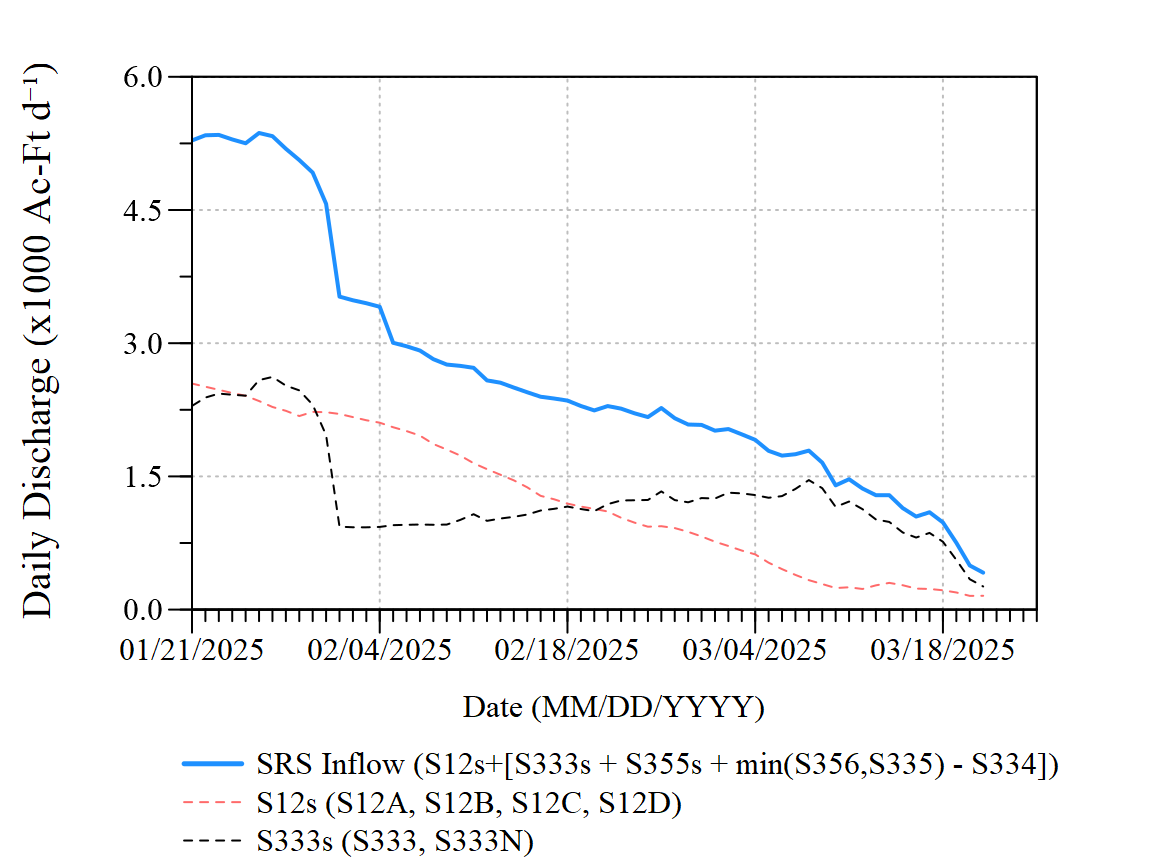 Daily Discharge (x1000 Ac-Ft d⁻¹)
6.0
4.5
3.0
1.5
0.0
01/21/2025 02/04/2025 02/18/2025 03/04/2025 03/18/2025
Date (MM/DD/YYYY)
SRS Inflow (S12s+[S333s + S355s + min(S356,S335) - S334])
S12s (S12A, S12B, S12C, S12D)
S333s (S333, S333N)